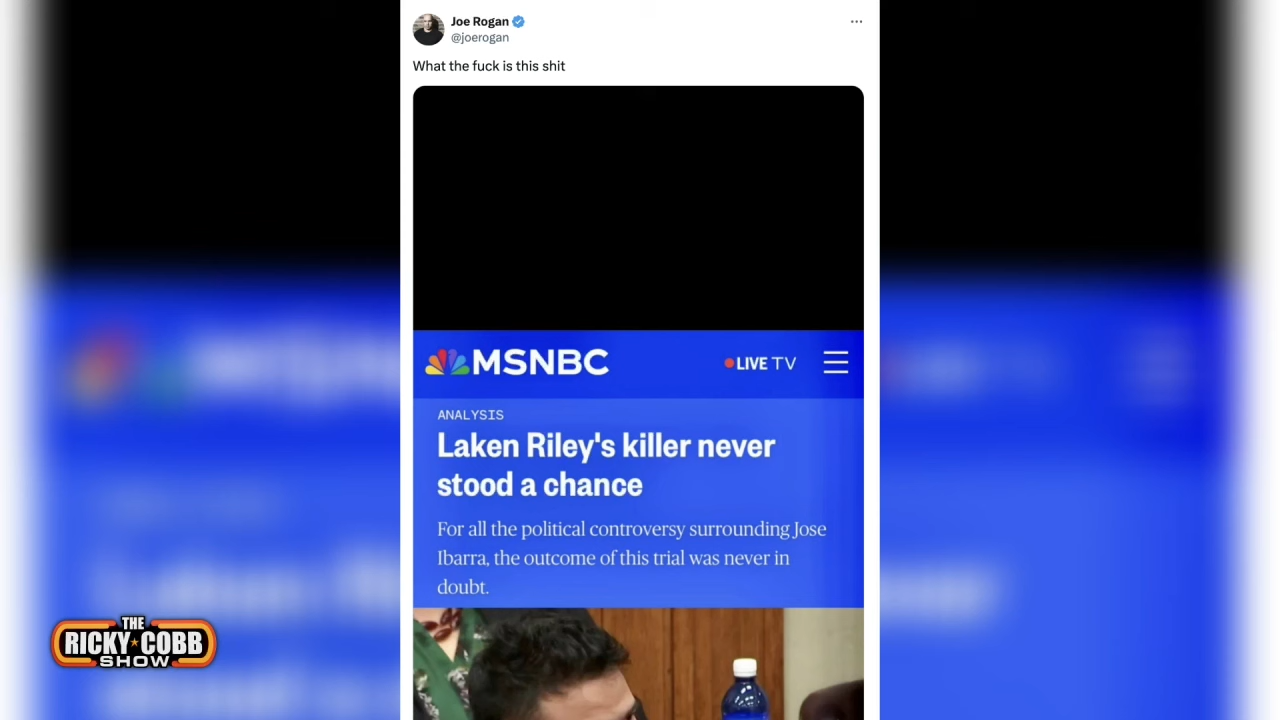 Joe Rogan
@joerogan
What the fuck is this shit
MSNBC
LIVE TV
ANALYSIS
Laken Riley's killer never
stood a chance
For all the political controversy surrounding Jose
Ibarra, the outcome of this trial was never in
doubt.
THE
RICKY COBB
SHOW